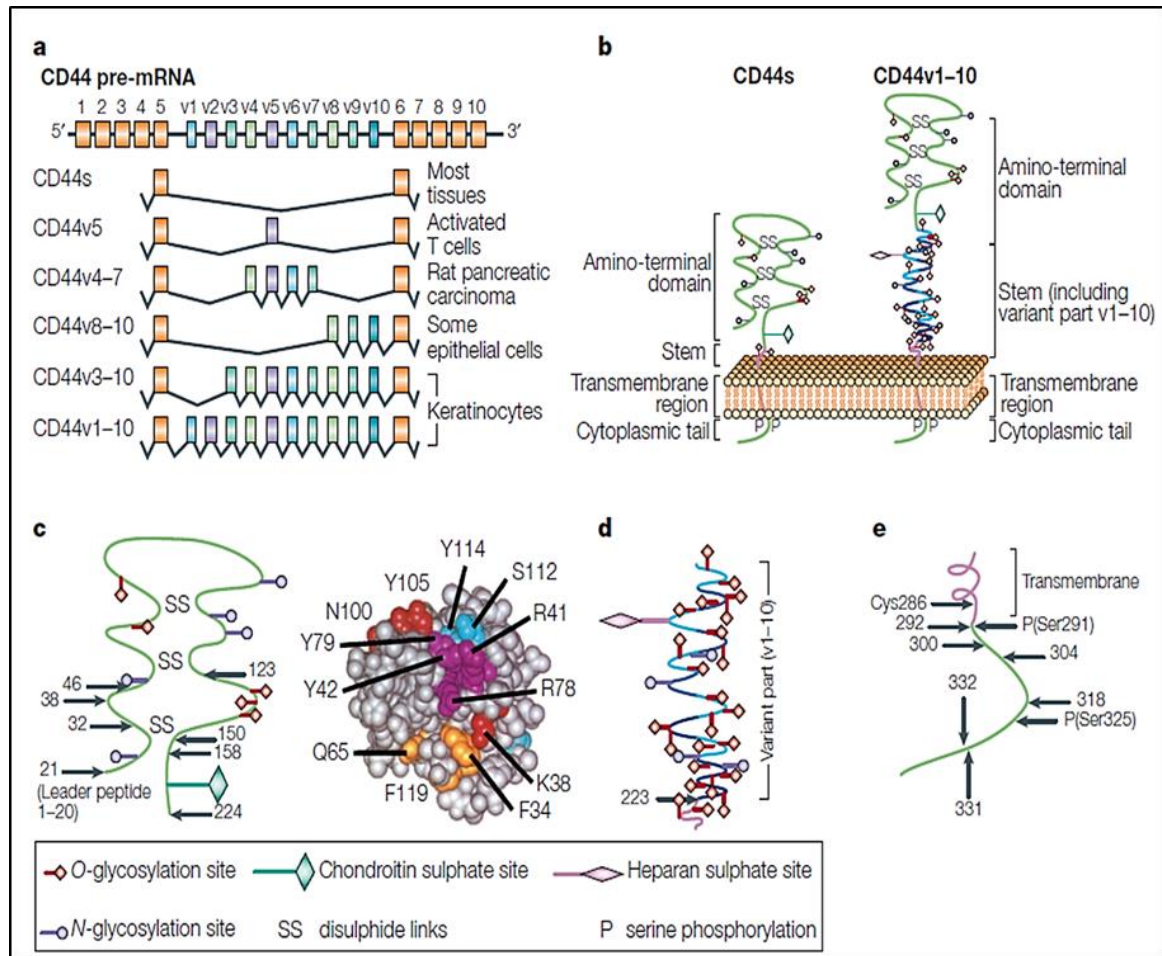 a
CD44 pre-mRNA
1 2 3 4 5 v1 v2 v3 v4 v5 v6 v7 v8 v9 v10 6 7 8 9 10
5′ 3′
CD44s
Most
tissues
CD44v5
Activated
T cells
CD44v4–7
Rat pancreatic
carcinoma
CD44v8–10
Some
epithelial cells
CD44v3–10
Keratinocytes
CD44v1–10
b
CD44s
CD44v1–10
SS
SS
SS
SS
SS
SS
Amino-terminal
domain
Amino-terminal
domain
Stem
Stem (including
variant part v1–10)
Transmembrane
region
Transmembrane
region
Cytoplasmic tail
P P
P P
Cytoplasmic tail
c
SS
SS
SS
46
38
32
21
(Leader peptide
1–20)
123
150
158
224
Y114
Y105
S112
N100
R41
Y79
Y42
R78
Q65
K38
F119
F34
d
Variant part (v1–10)
223
e
Transmembrane
Cys286
292
P(Ser291)
300
304
332
318
P(Ser325)
331
O-glycosylation site
Chondroitin sulphate site
Heparan sulphate site
N-glycosylation site
SS disulphide links
P serine phosphorylation